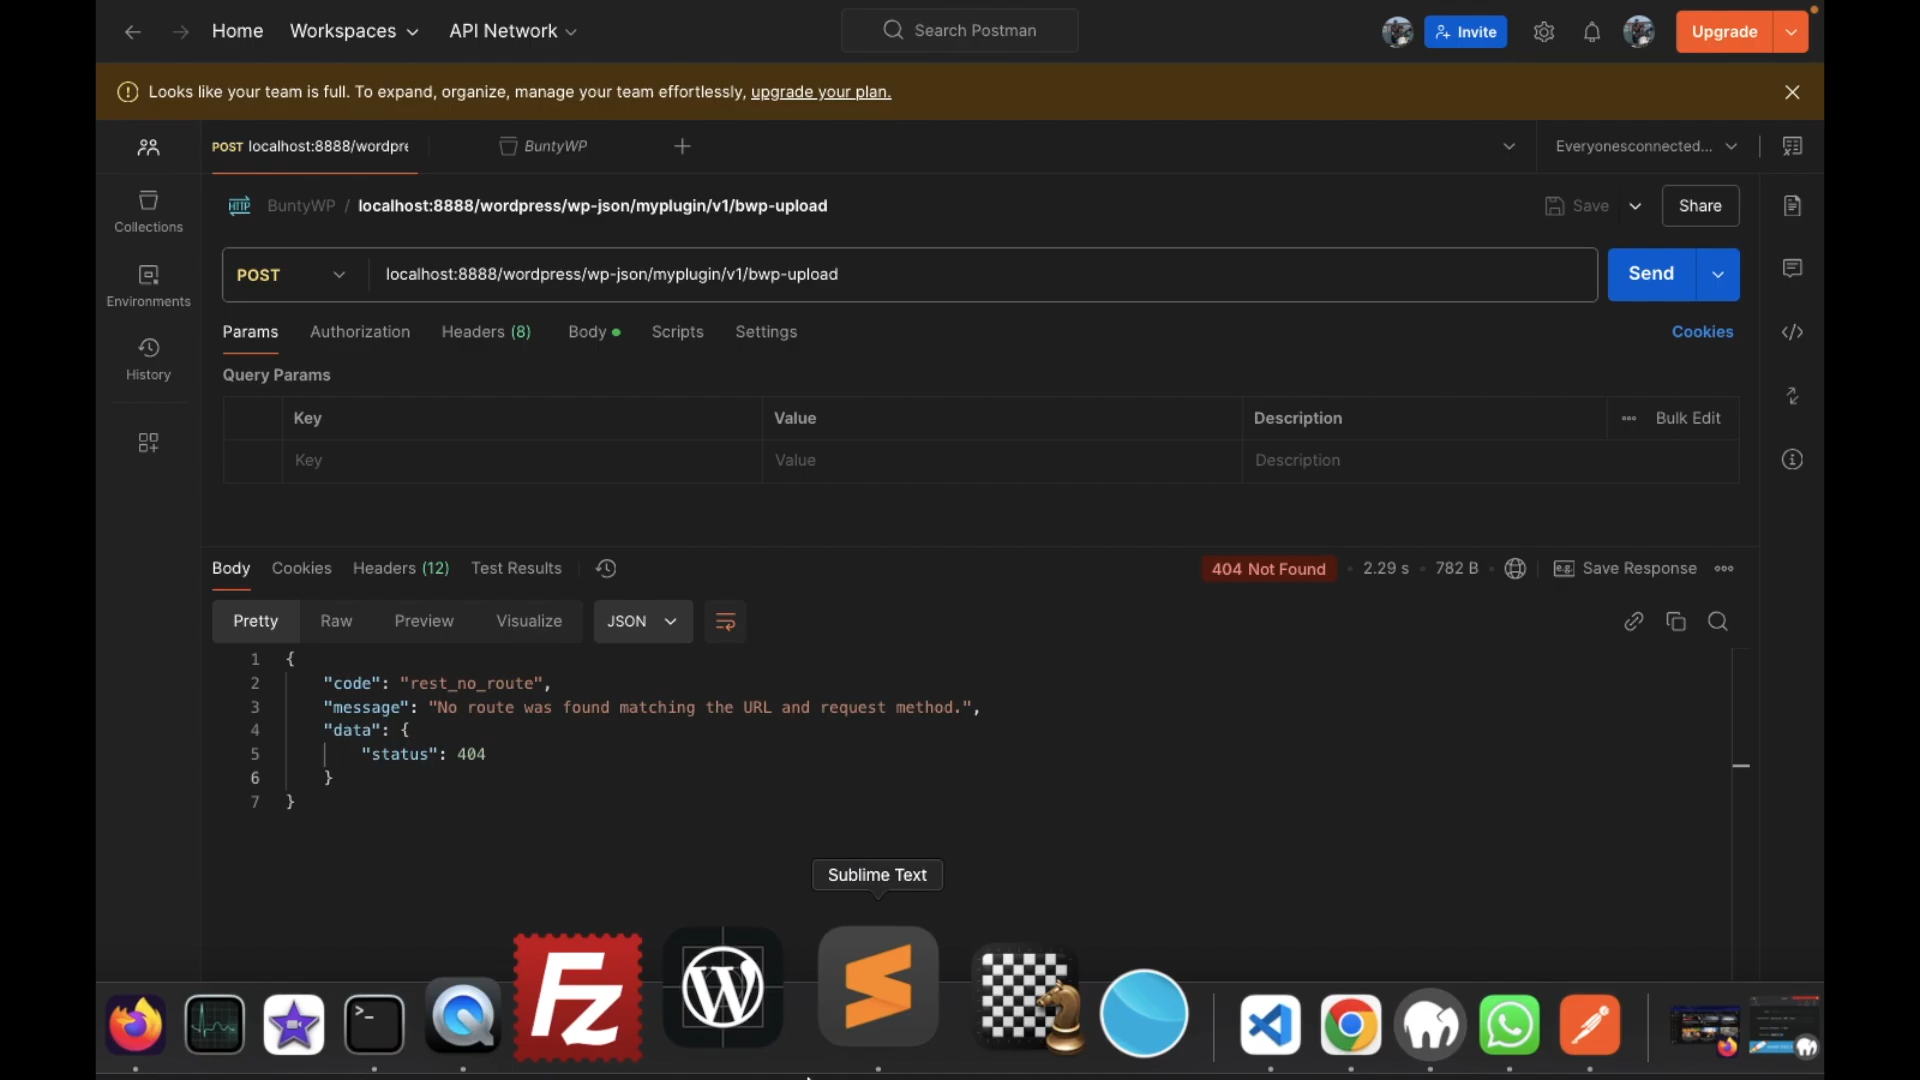 Home Workspaces API Network Search Postman Invite Upgrade
Looks like your team is full. To expand, organize, manage your team effortlessly, upgrade your plan.
POST localhost:8888/wordpre BuntyWP Everyonesconnected...
HTTP BuntyWP / localhost:8888/wordpress/wp-json/myplugin/v1/bwp-upload Save Share
Collections
Environments
History
POST localhost:8888/wordpress/wp-json/myplugin/v1/bwp-upload Send
Params Authorization Headers (8) Body Scripts Settings Cookies
Query Params
Key Value Description Bulk Edit
Key Value Description
Body Cookies Headers (12) Test Results 404 Not Found 2.29 s 782 B e.g. Save Response
Pretty Raw Preview Visualize JSON
1 {
2 "code": "rest_no_route",
3 "message": "No route was found matching the URL and request method.",
4 "data": {
5 "status": 404
6 }
7 }
Sublime Text
Fz